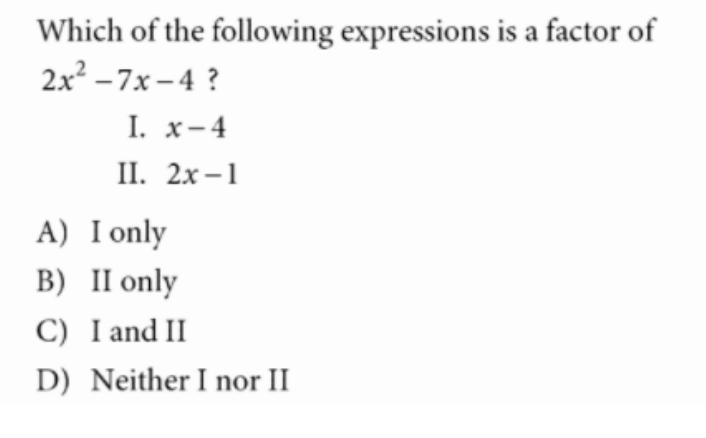 Which of the following expressions is a factor of
2x² – 7x – 4 ?
I. x – 4
II. 2x – 1
A) I only
B) II only
C) I and II
D) Neither I nor II